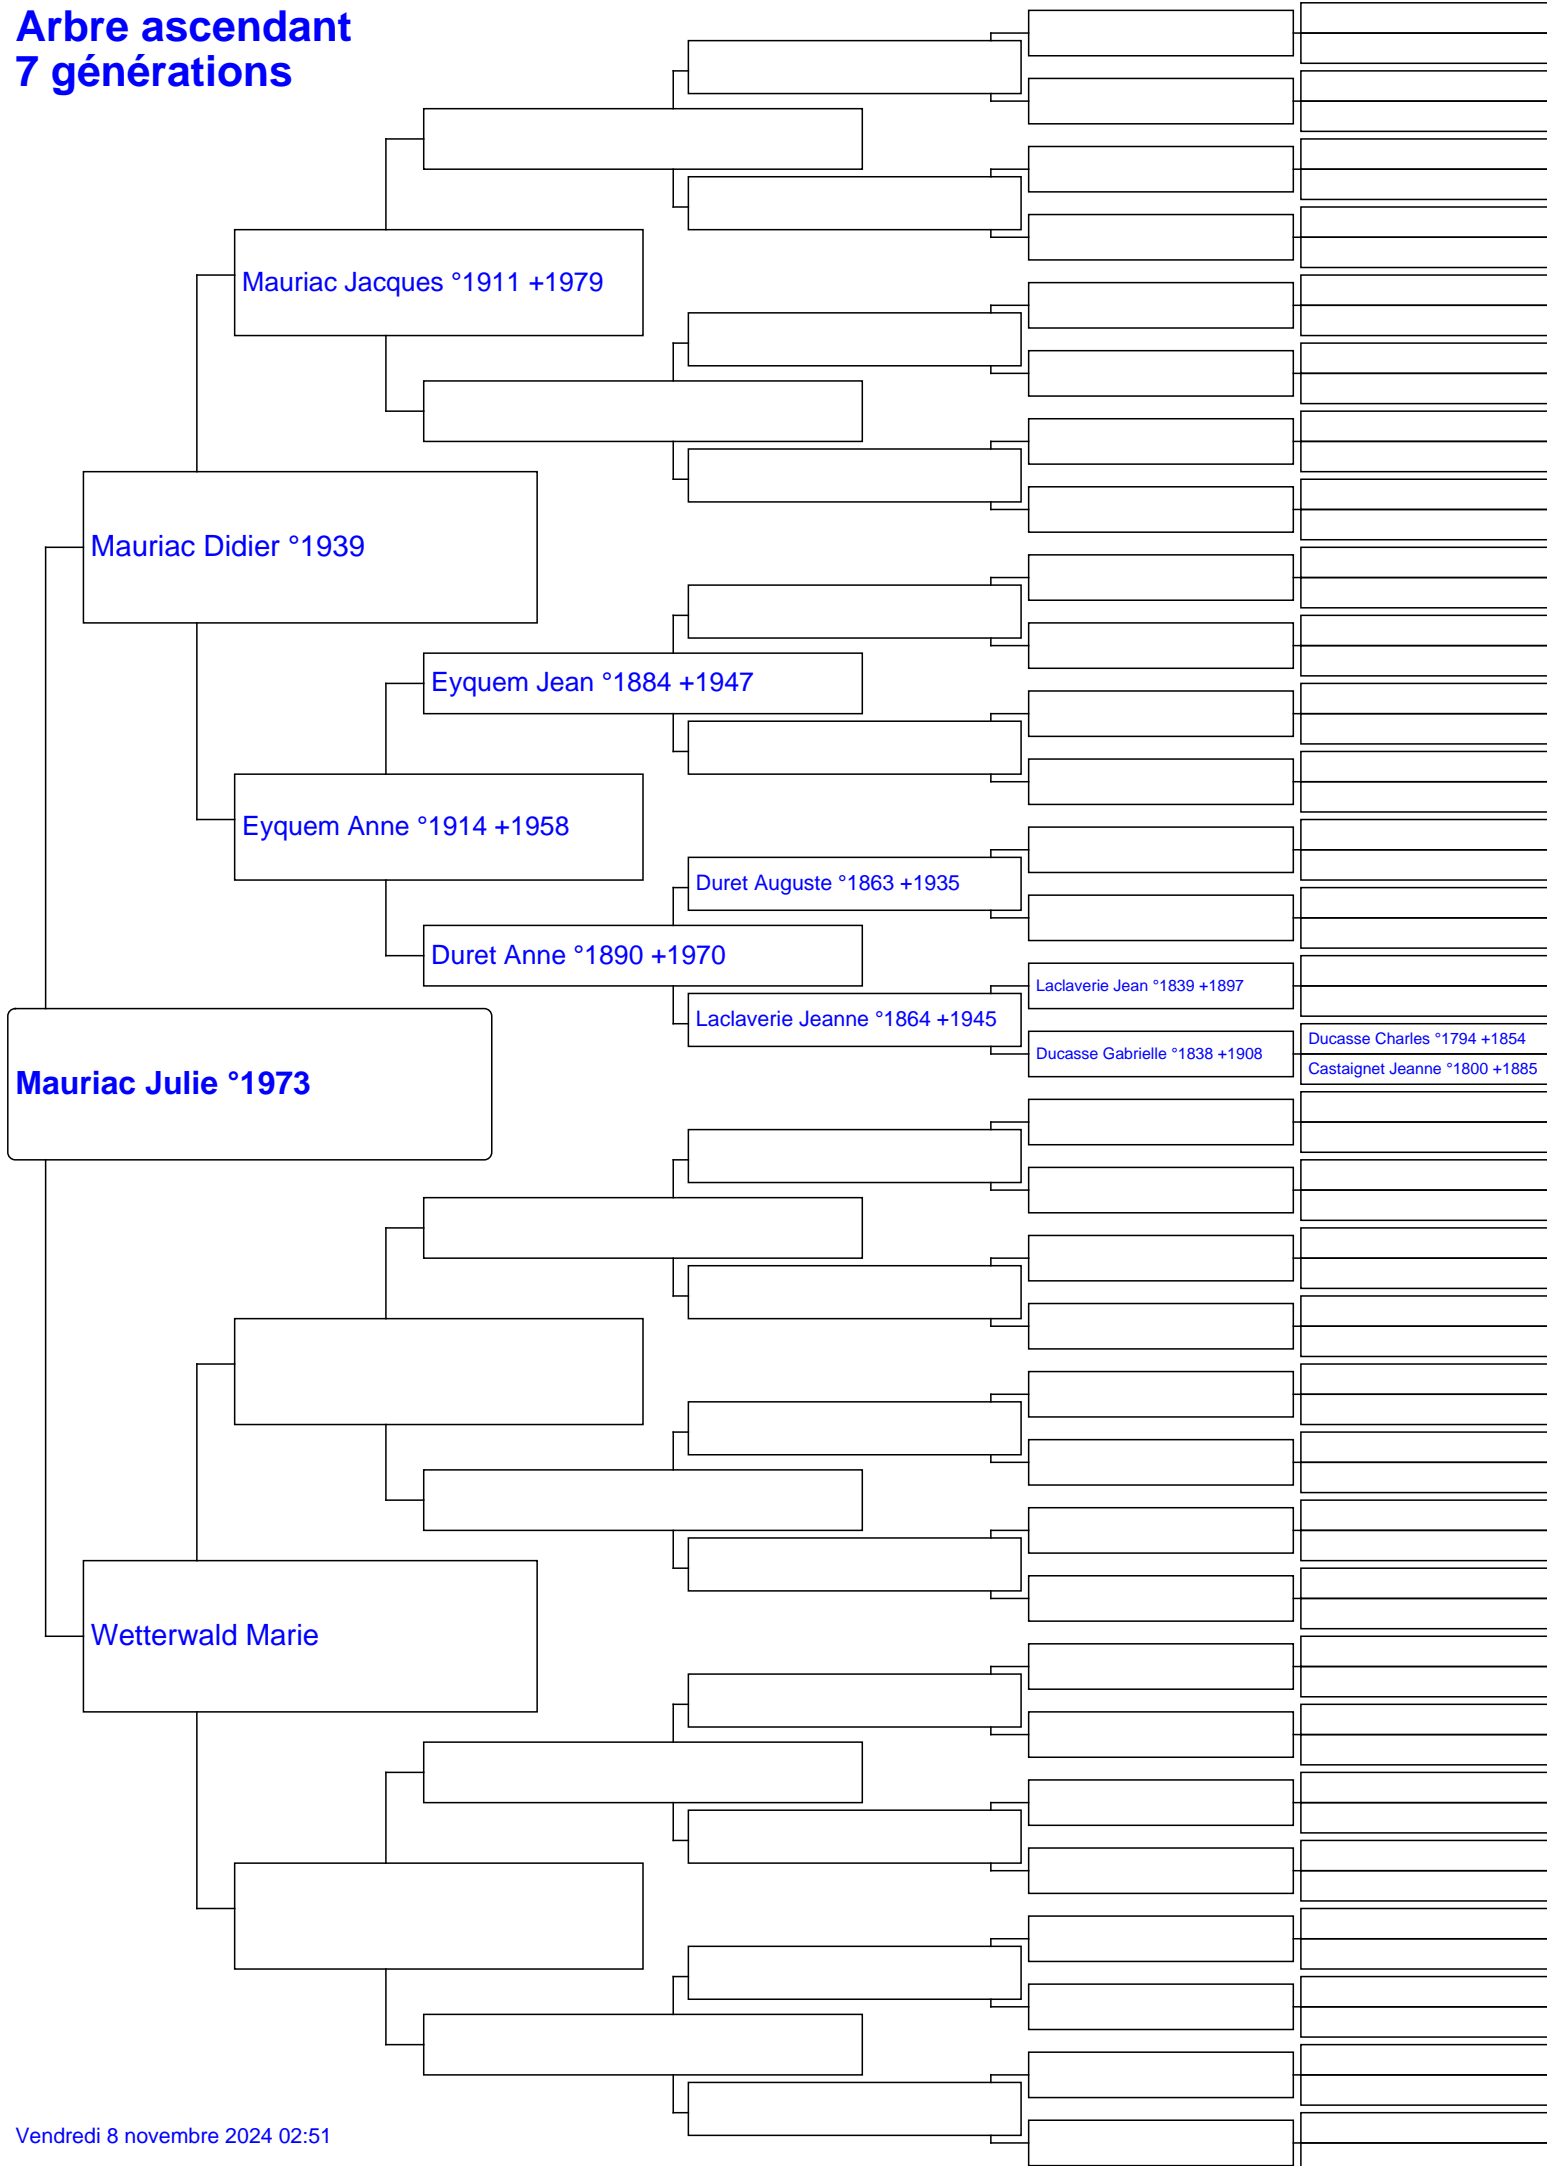 Arbre ascendant
7 générations
Mauriac Jacques °1911 +1979
Mauriac Didier °1939
Eyquem Jean °1884 +1947
Eyquem Anne °1914 +1958
Duret Auguste °1863 +1935
Duret Anne °1890 +1970
Laclaverie Jean °1839 +1897
Laclaverie Jeanne °1864 +1945
Ducasse Charles °1794 +1854
Ducasse Gabrielle °1838 +1908
Castaignet Jeanne °1800 +1885
Mauriac Julie °1973
Wetterwald Marie
Vendredi 8 novembre 2024 02:51